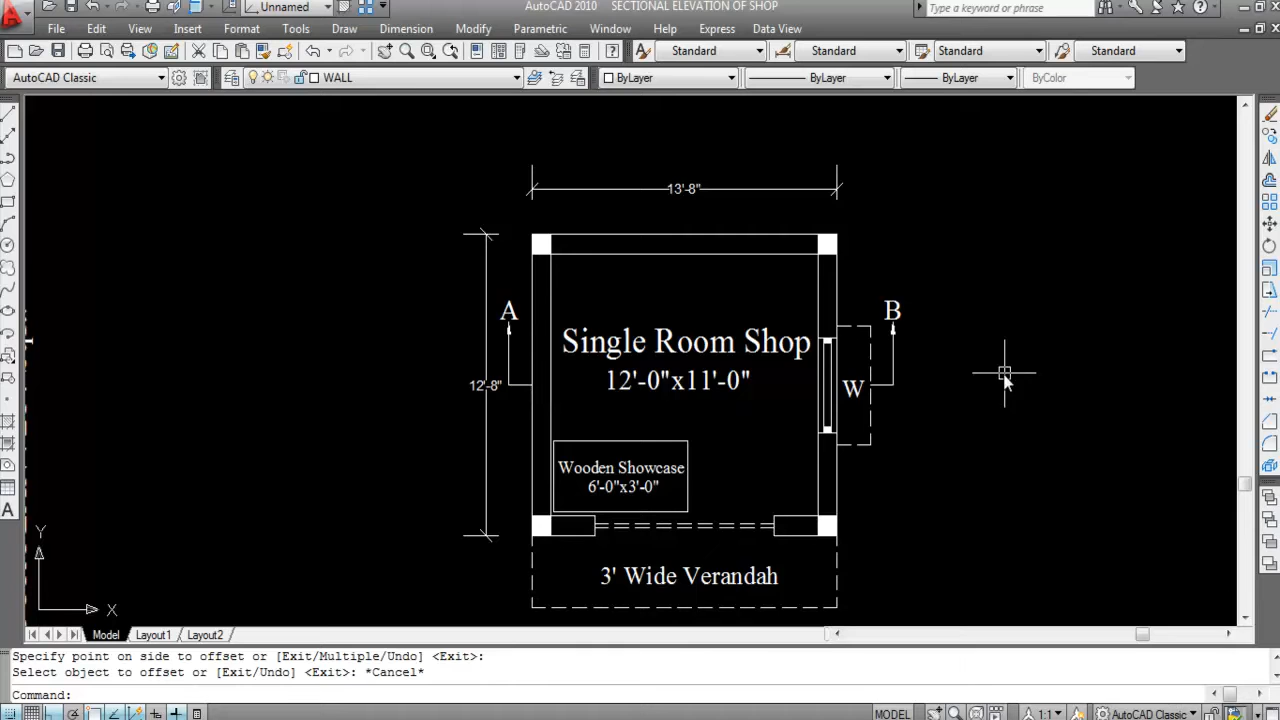 AutoCAD 2010 SECTIONAL ELEVATION OF SHOP
Unnamed
Type a keyword or phrase
File Edit View Insert Format Tools Draw Dimension Modify Parametric Window Help Express Data View
Standard Standard Standard Standard
AutoCAD Classic WALL ByLayer ByLayer ByLayer ByColor
13'-8"
A
B
Single Room Shop
12'-0"x11'-0"
12'-8"
W
Wooden Showcase
6'-0"x3'-0"
3' Wide Verandah
Y
X
A
Model Layout1 Layout2
Specify point on side to offset or [Exit/Multiple/Undo] <Exit>:
Select object to offset or [Exit/Undo] <Exit>: *Cancel*
Command:
MODEL 1:1 AutoCAD Classic